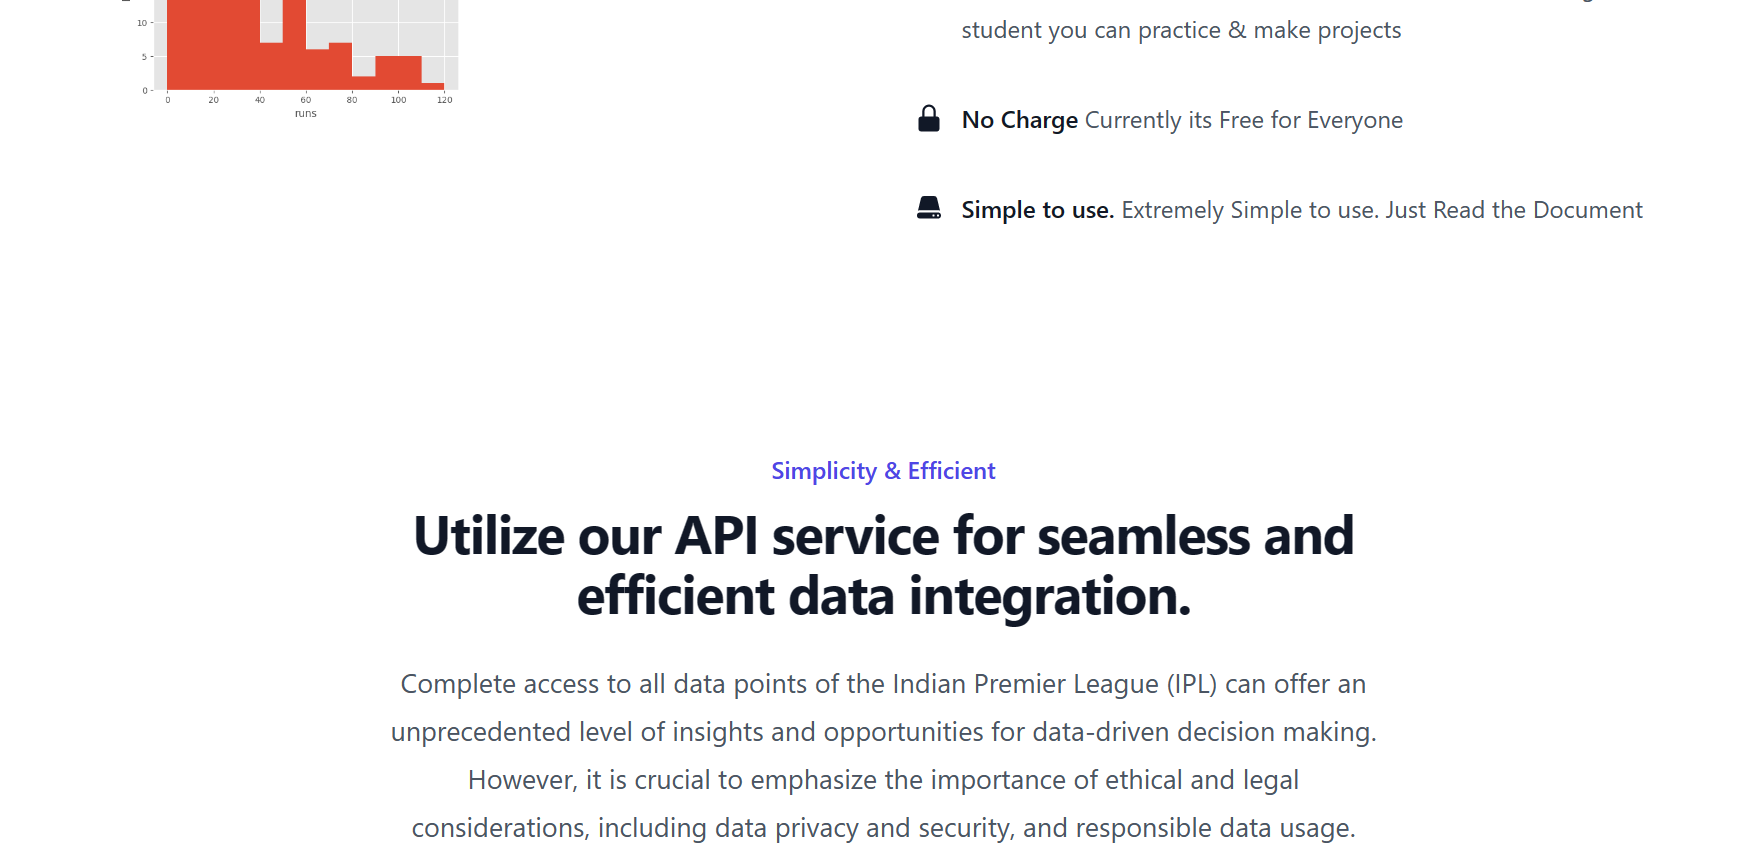 10
5
0
0 20 40 60 80 100 120
runs
student you can practice & make projects
No Charge Currently its Free for Everyone
Simple to use. Extremely Simple to use. Just Read the Document
Simplicity & Efficient
Utilize our API service for seamless and
efficient data integration.
Complete access to all data points of the Indian Premier League (IPL) can offer an
unprecedented level of insights and opportunities for data-driven decision making.
However, it is crucial to emphasize the importance of ethical and legal
considerations, including data privacy and security, and responsible data usage.